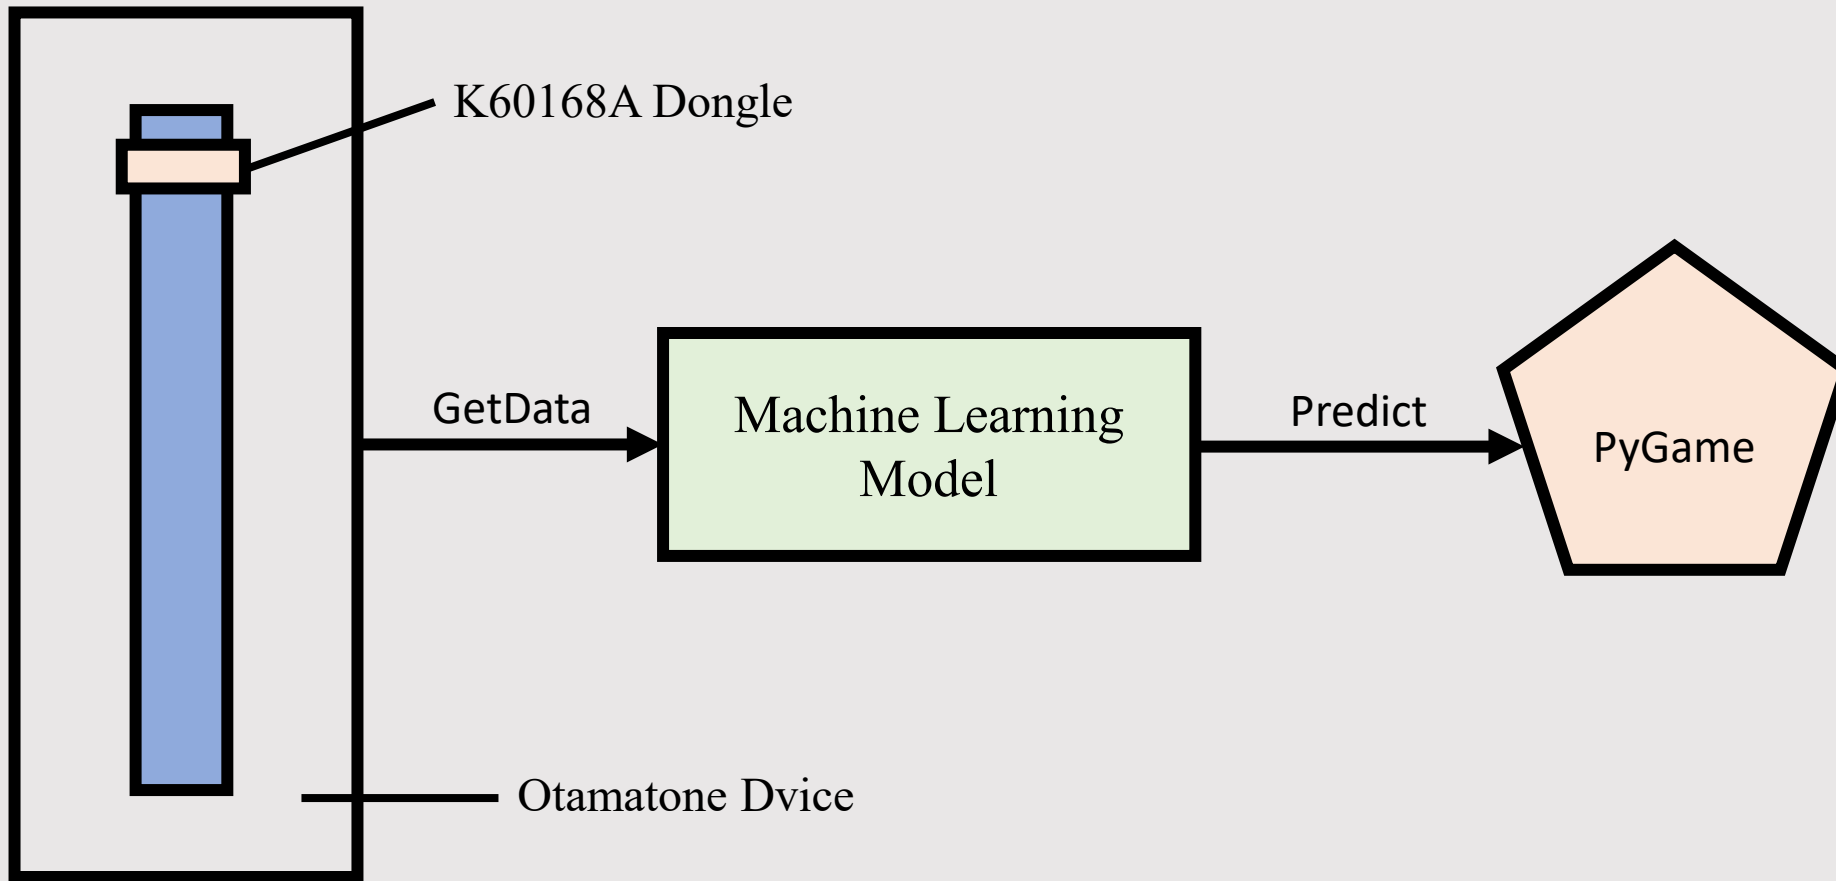 K60168A Dongle
GetData
Machine Learning
Model
Predict
PyGame
Otamatone Dvice